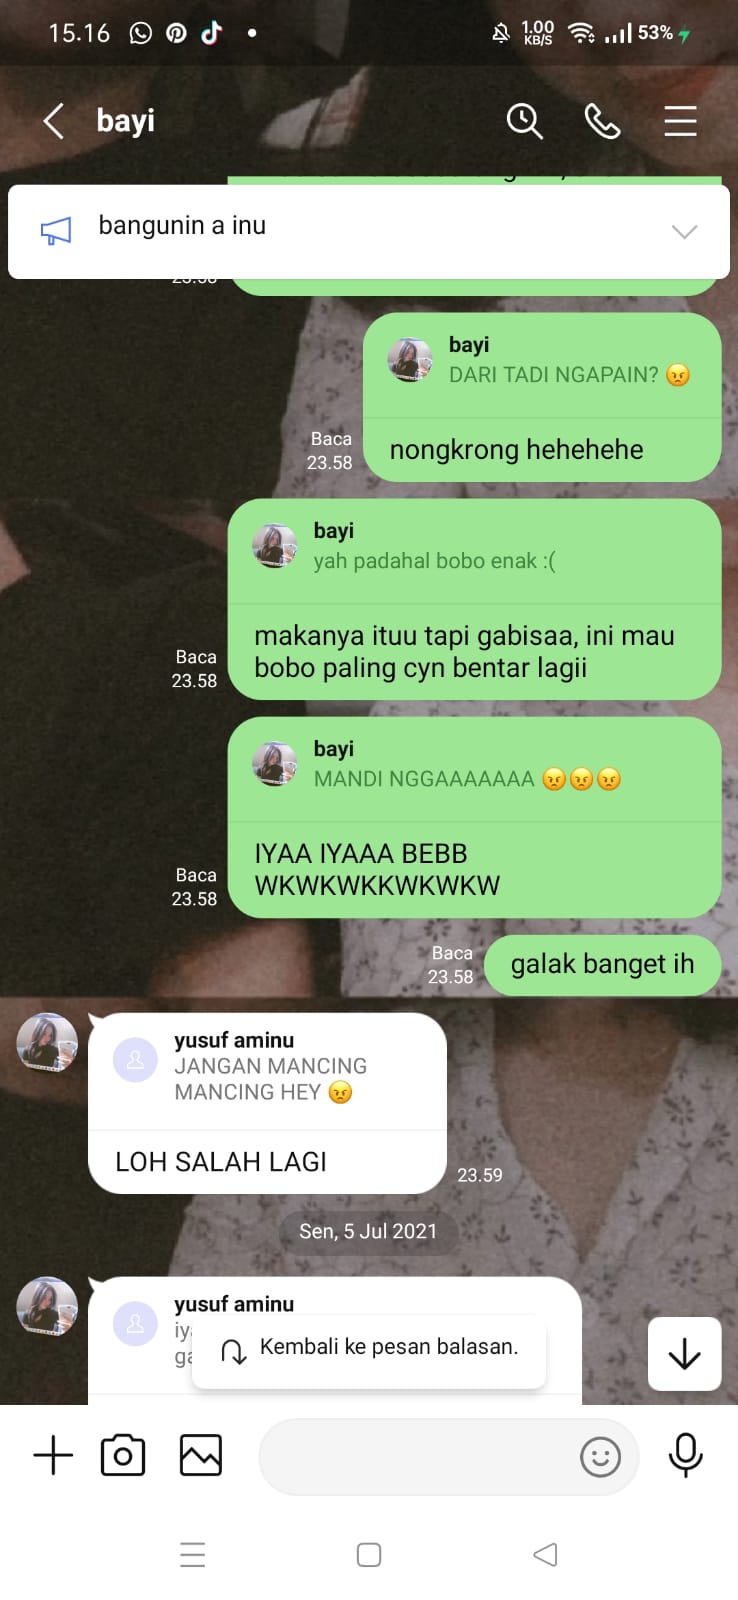 15.16
1.00
KB/S
53%
bayi
bangunin a inu
23.58
bayi
DARI TADI NGAPAIN? 😡
Baca
23.58
nongkrong hehehehe
bayi
yah padahal bobo enak :(
makanya ituu tapi gabisaa, ini mau
bobo paling cyn bentar lagii
Baca
23.58
bayi
MANDI NGGAAAAAAA 😡😡😡
IYAA IYAAA BEBB
WKWKWKKWKWKW
Baca
23.58
Baca
23.58
galak banget ih
yusuf aminu
JANGAN MANCING
MANCING HEY 😡
LOH SALAH LAGI
23.59
Sen, 5 Jul 2021
yusuf aminu
iy
ga
Kembali ke pesan balasan.